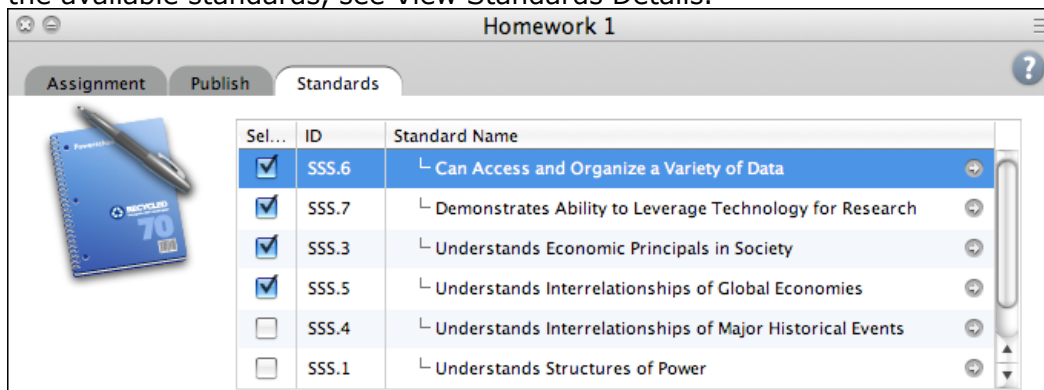 the available standards, see View Standards Details.
Homework 1
Assignment Publish Standards
?
Sel... ID Standard Name
SSS.6 Can Access and Organize a Variety of Data
SSS.7 Demonstrates Ability to Leverage Technology for Research
SSS.3 Understands Economic Principals in Society
SSS.5 Understands Interrelationships of Global Economies
SSS.4 Understands Interrelationships of Major Historical Events
SSS.1 Understands Structures of Power
RECYCLED
70